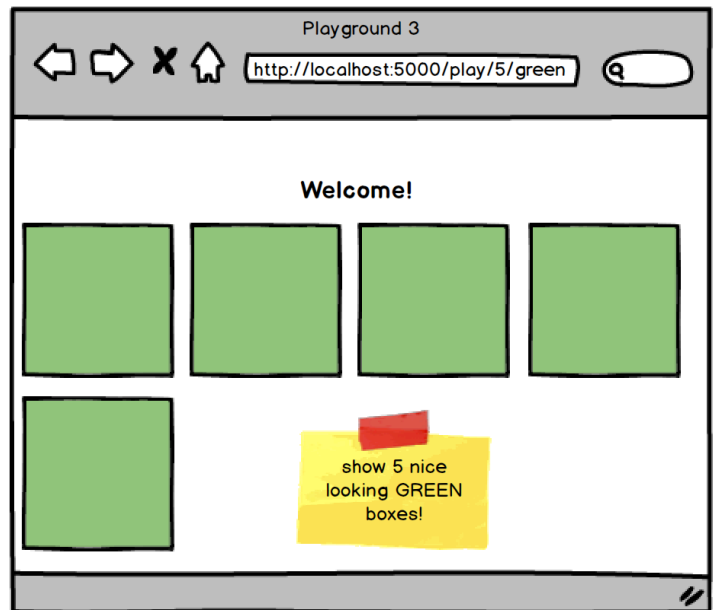 Playground 3
http://localhost:5000/play/5/green
Welcome!
show 5 nice
looking GREEN
boxes!